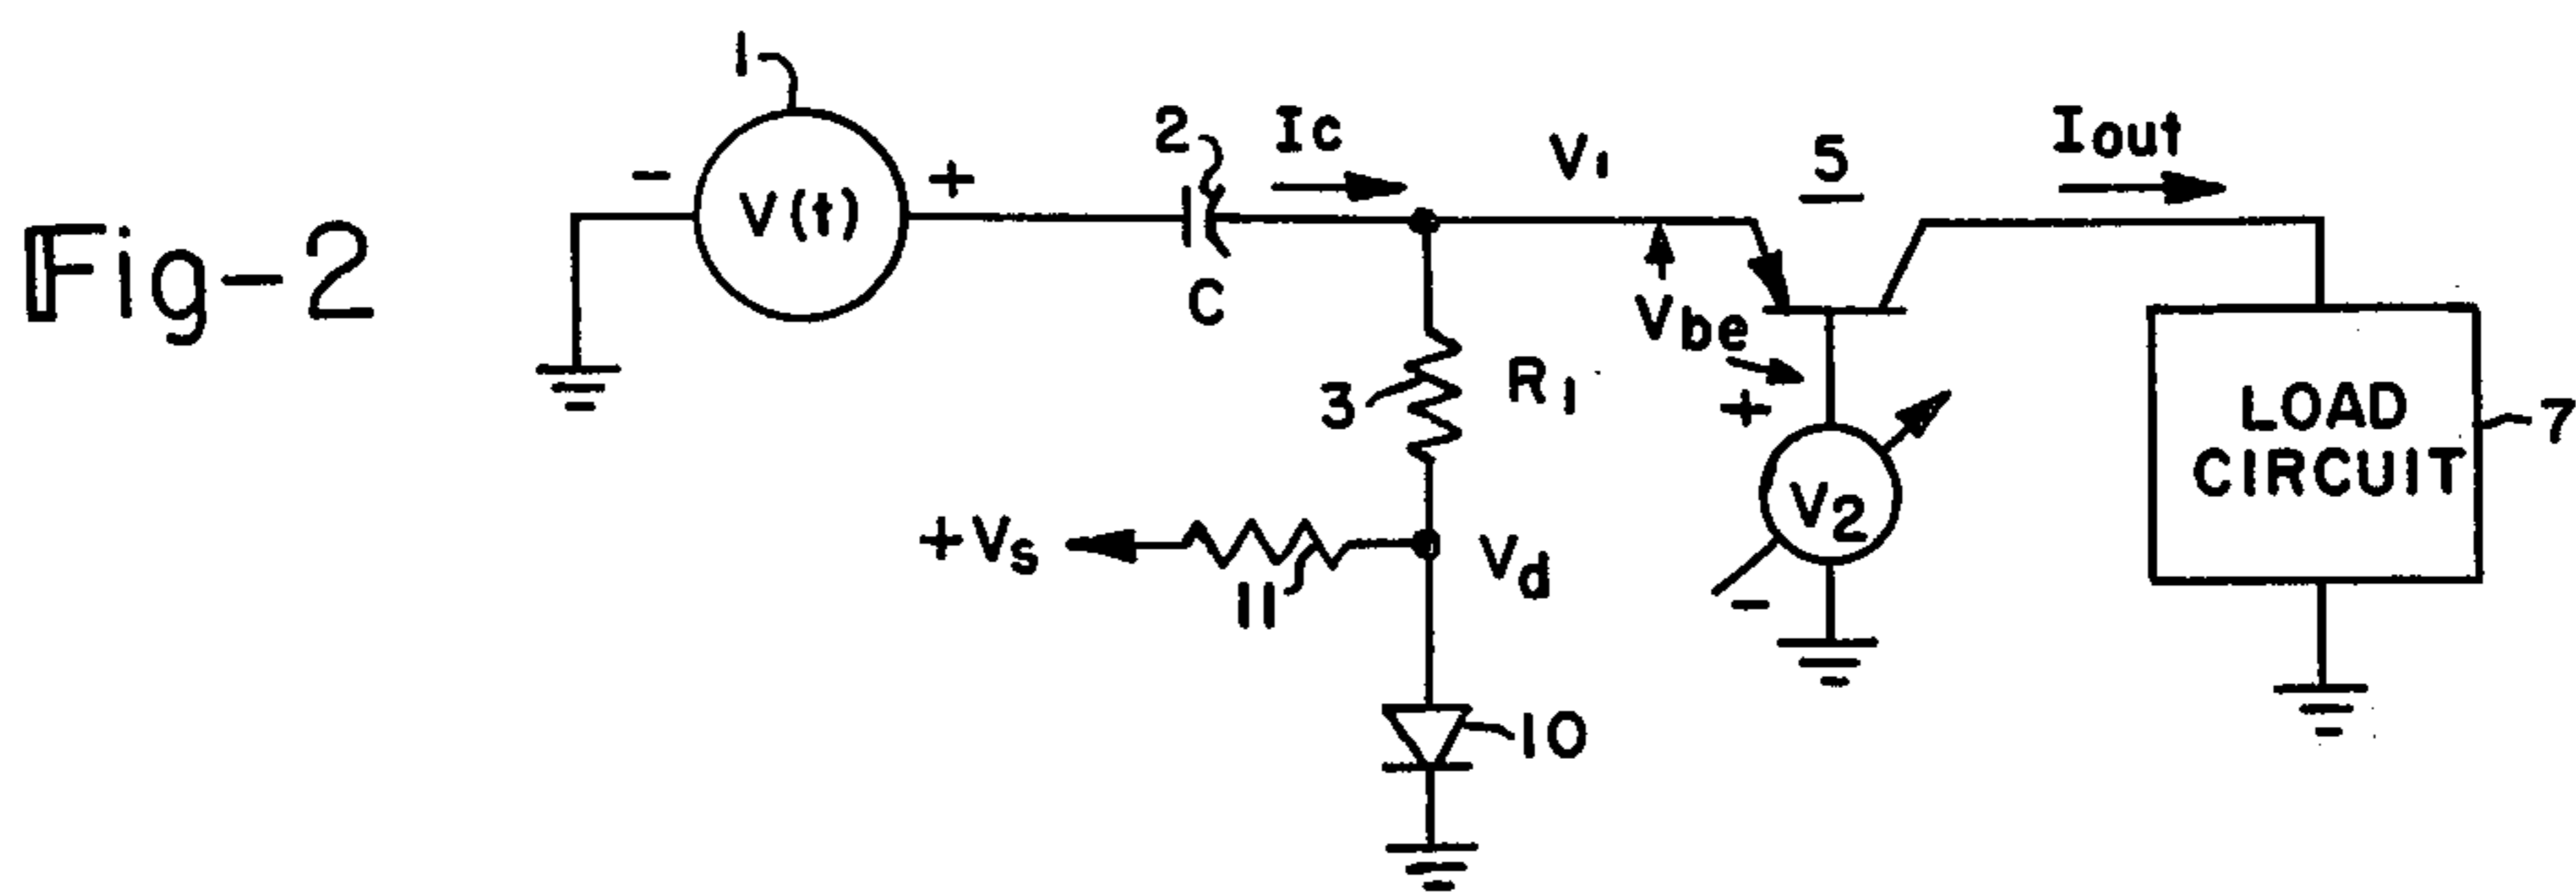 Fig-2
1
- V(t) +
2
C
Ic
V1
5
Iout
Vbe
3
R1
+
V2
-
LOAD
CIRCUIT
7
+Vs
11
Vd
10